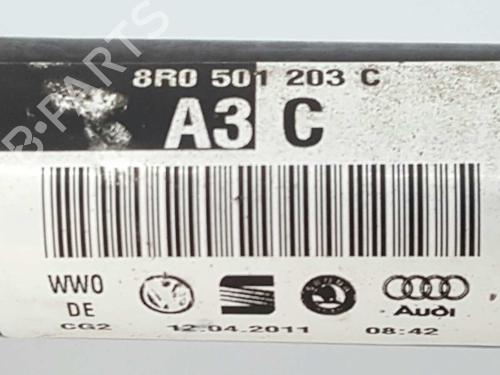 8R0 501 203 C
A3 C
WWO
DE
CG2
12.04.2011
08:42
Audi
B-PARTS